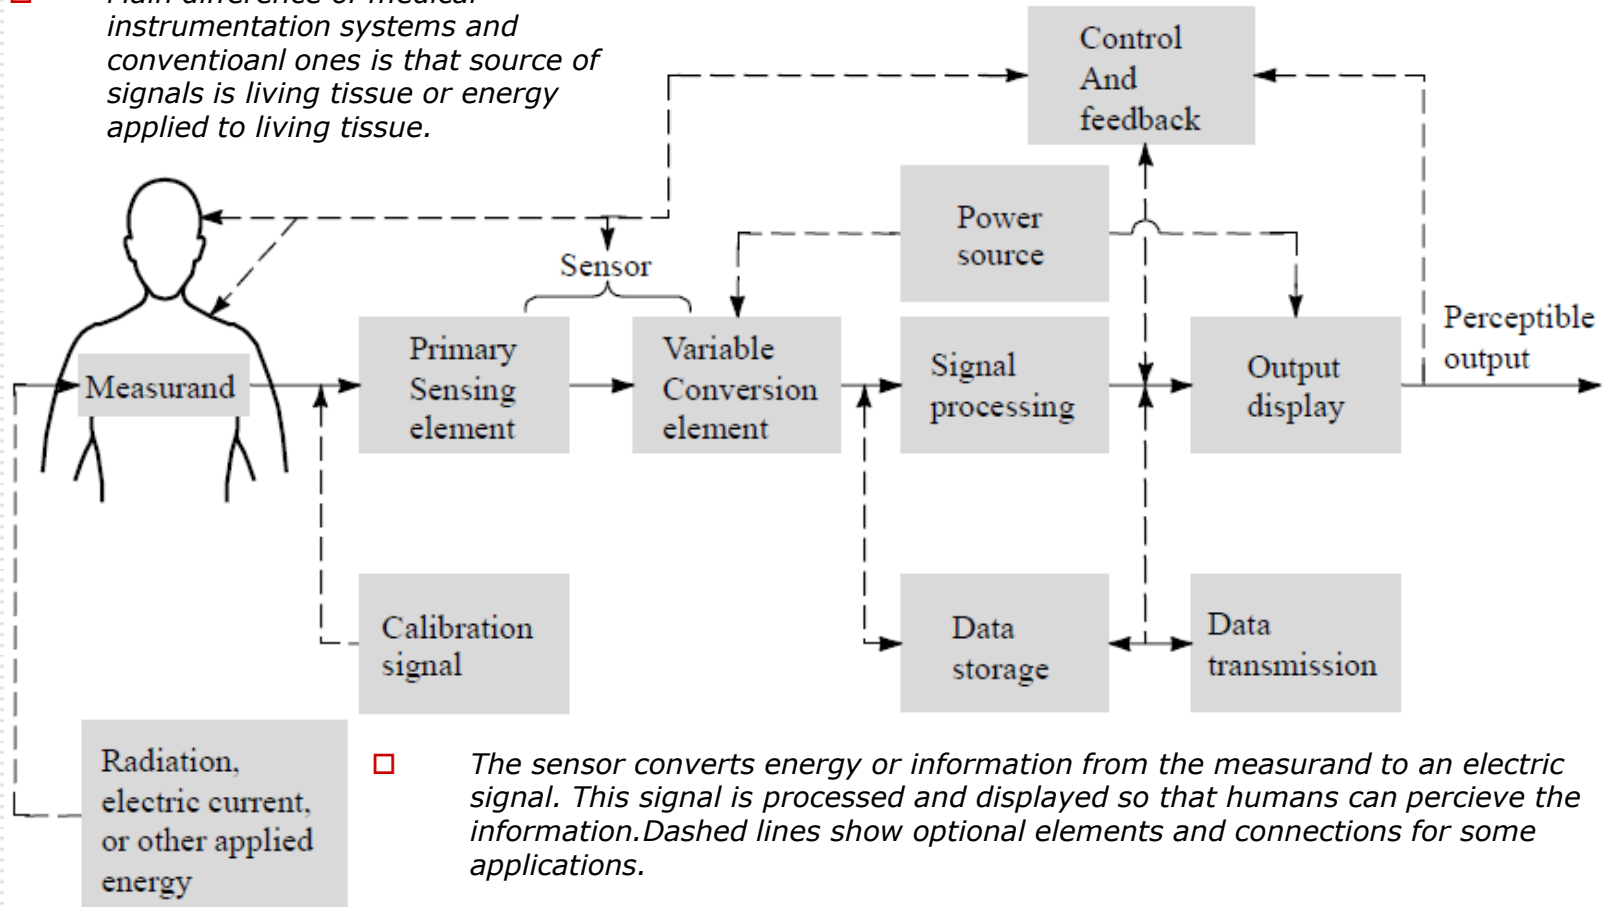 Main difference of medical
instrumentation systems and
conventioanl ones is that source of
signals is living tissue or energy
applied to living tissue.
Control
And
feedback
Power
source
Sensor
Perceptible
output
Measurand
Primary
Sensing
element
Variable
Conversion
element
Signal
processing
Output
display
Calibration
signal
Data
storage
Data
transmission
Radiation,
electric current,
or other applied
energy
The sensor converts energy or information from the measurand to an electric
signal. This signal is processed and displayed so that humans can percieve the
information.Dashed lines show optional elements and connections for some
applications.